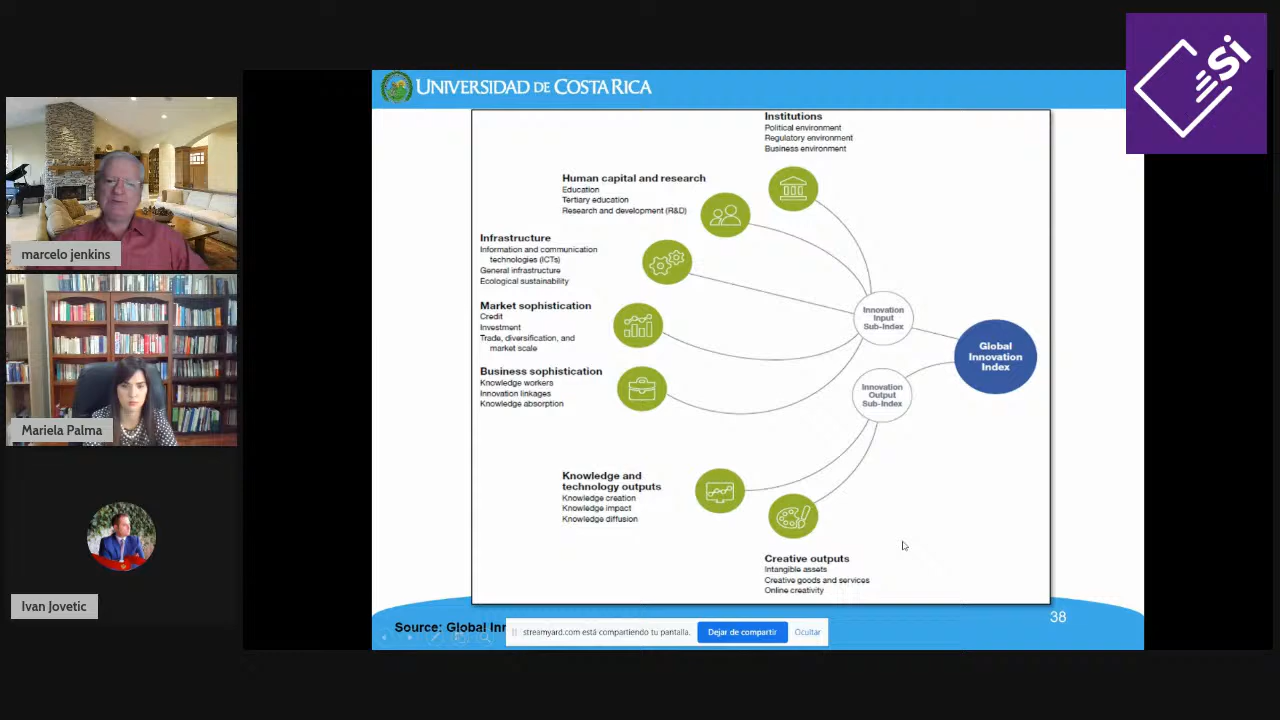 UNIVERSIDAD DE COSTA RICA
Si
Institutions
Political environment
Regulatory environment
Business environment
Human capital and research
Education
Tertiary education
Research and development (R&D)
Infrastructure
Information and communication
technologies (ICTs)
General infrastructure
Ecological sustainability
Market sophistication
Credit
Investment
Trade, diversification, and
market scale
Business sophistication
Knowledge workers
Innovation linkages
Knowledge absorption
Innovation
Input
Sub-Index
Global
Innovation
Index
Innovation
Output
Sub-Index
Knowledge and
technology outputs
Knowledge creation
Knowledge impact
Knowledge diffusion
Creative outputs
Intangible assets
Creative goods and services
Online creativity
38
Source: Global
streamyard.com está compartiendo tu pantalla.
Dejar de compartir
Ocultar
marcelo jenkins
Mariela Palma
Ivan Jovetic